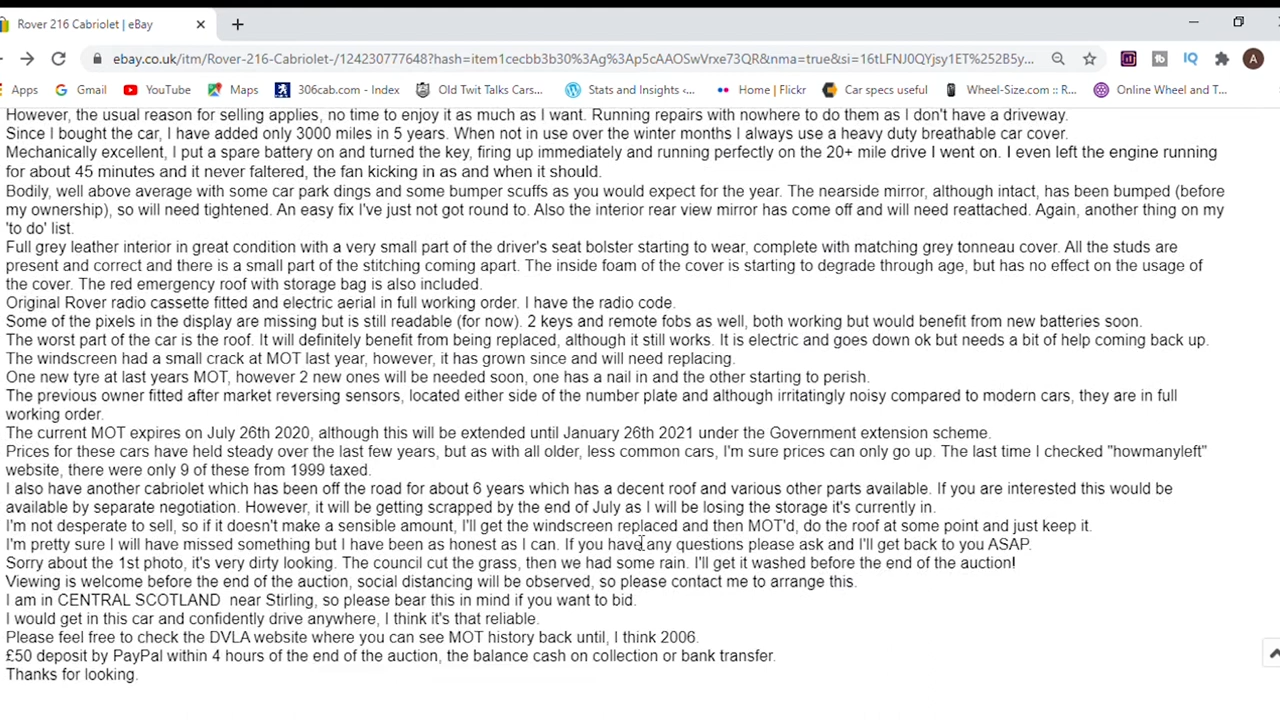 Rover 216 Cabriolet | eBay
ebay.co.uk/itm/Rover-216-Cabriolet-/124230777648?hash=item1cecbb3b30%3Ag%3Ap5cAAOSwVrxe73QR&nma=true&si=16tLFNJ0QYjsy1ET%252B5y...
A
Apps Gmail YouTube Maps 306cab.com - Index Old Twit Talks Cars... Stats and Insights ‹... Home | Flickr Car specs useful Wheel-Size.com :: R... Online Wheel and T...
However, the usual reason for selling applies, no time to enjoy it as much as I want. Running repairs with nowhere to do them as I don't have a driveway.
Since I bought the car, I have added only 3000 miles in 5 years. When not in use over the winter months I always use a heavy duty breathable car cover.
Mechanically excellent, I put a spare battery on and turned the key, firing up immediately and running perfectly on the 20+ mile drive I went on. I even left the engine running
for about 45 minutes and it never faltered, the fan kicking in as and when it should.
Bodily, well above average with some car park dings and some bumper scuffs as you would expect for the year. The nearside mirror, although intact, has been bumped (before
my ownership), so will need tightened. An easy fix I've just not got round to. Also the interior rear view mirror has come off and will need reattached. Again, another thing on my
'to do' list.
Full grey leather interior in great condition with a very small part of the driver's seat bolster starting to wear, complete with matching grey tonneau cover. All the studs are
present and correct and there is a small part of the stitching coming apart. The inside foam of the cover is starting to degrade through age, but has no effect on the usage of
the cover. The red emergency roof with storage bag is also included.
Original Rover radio cassette fitted and electric aerial in full working order. I have the radio code.
Some of the pixels in the display are missing but is still readable (for now). 2 keys and remote fobs as well, both working but would benefit from new batteries soon.
The worst part of the car is the roof. It will definitely benefit from being replaced, although it still works. It is electric and goes down ok but needs a bit of help coming back up.
The windscreen had a small crack at MOT last year, however, it has grown since and will need replacing.
One new tyre at last years MOT, however 2 new ones will be needed soon, one has a nail in and the other starting to perish.
The previous owner fitted after market reversing sensors, located either side of the number plate and although irritatingly noisy compared to modern cars, they are in full
working order.
The current MOT expires on July 26th 2020, although this will be extended until January 26th 2021 under the Government extension scheme.
Prices for these cars have held steady over the last few years, but as with all older, less common cars, I'm sure prices can only go up. The last time I checked "howmanyleft"
website, there were only 9 of these from 1999 taxed.
I also have another cabriolet which has been off the road for about 6 years which has a decent roof and various other parts available. If you are interested this would be
available by separate negotiation. However, it will be getting scrapped by the end of July as I will be losing the storage it's currently in.
I'm not desperate to sell, so if it doesn't make a sensible amount, I'll get the windscreen replaced and then MOT'd, do the roof at some point and just keep it.
I'm pretty sure I will have missed something but I have been as honest as I can. If you have any questions please ask and I'll get back to you ASAP.
Sorry about the 1st photo, it's very dirty looking. The council cut the grass, then we had some rain. I'll get it washed before the end of the auction!
Viewing is welcome before the end of the auction, social distancing will be observed, so please contact me to arrange this.
I am in CENTRAL SCOTLAND near Stirling, so please bear this in mind if you want to bid.
I would get in this car and confidently drive anywhere, I think it's that reliable.
Please feel free to check the DVLA website where you can see MOT history back until, I think 2006.
£50 deposit by PayPal within 4 hours of the end of the auction, the balance cash on collection or bank transfer.
Thanks for looking.